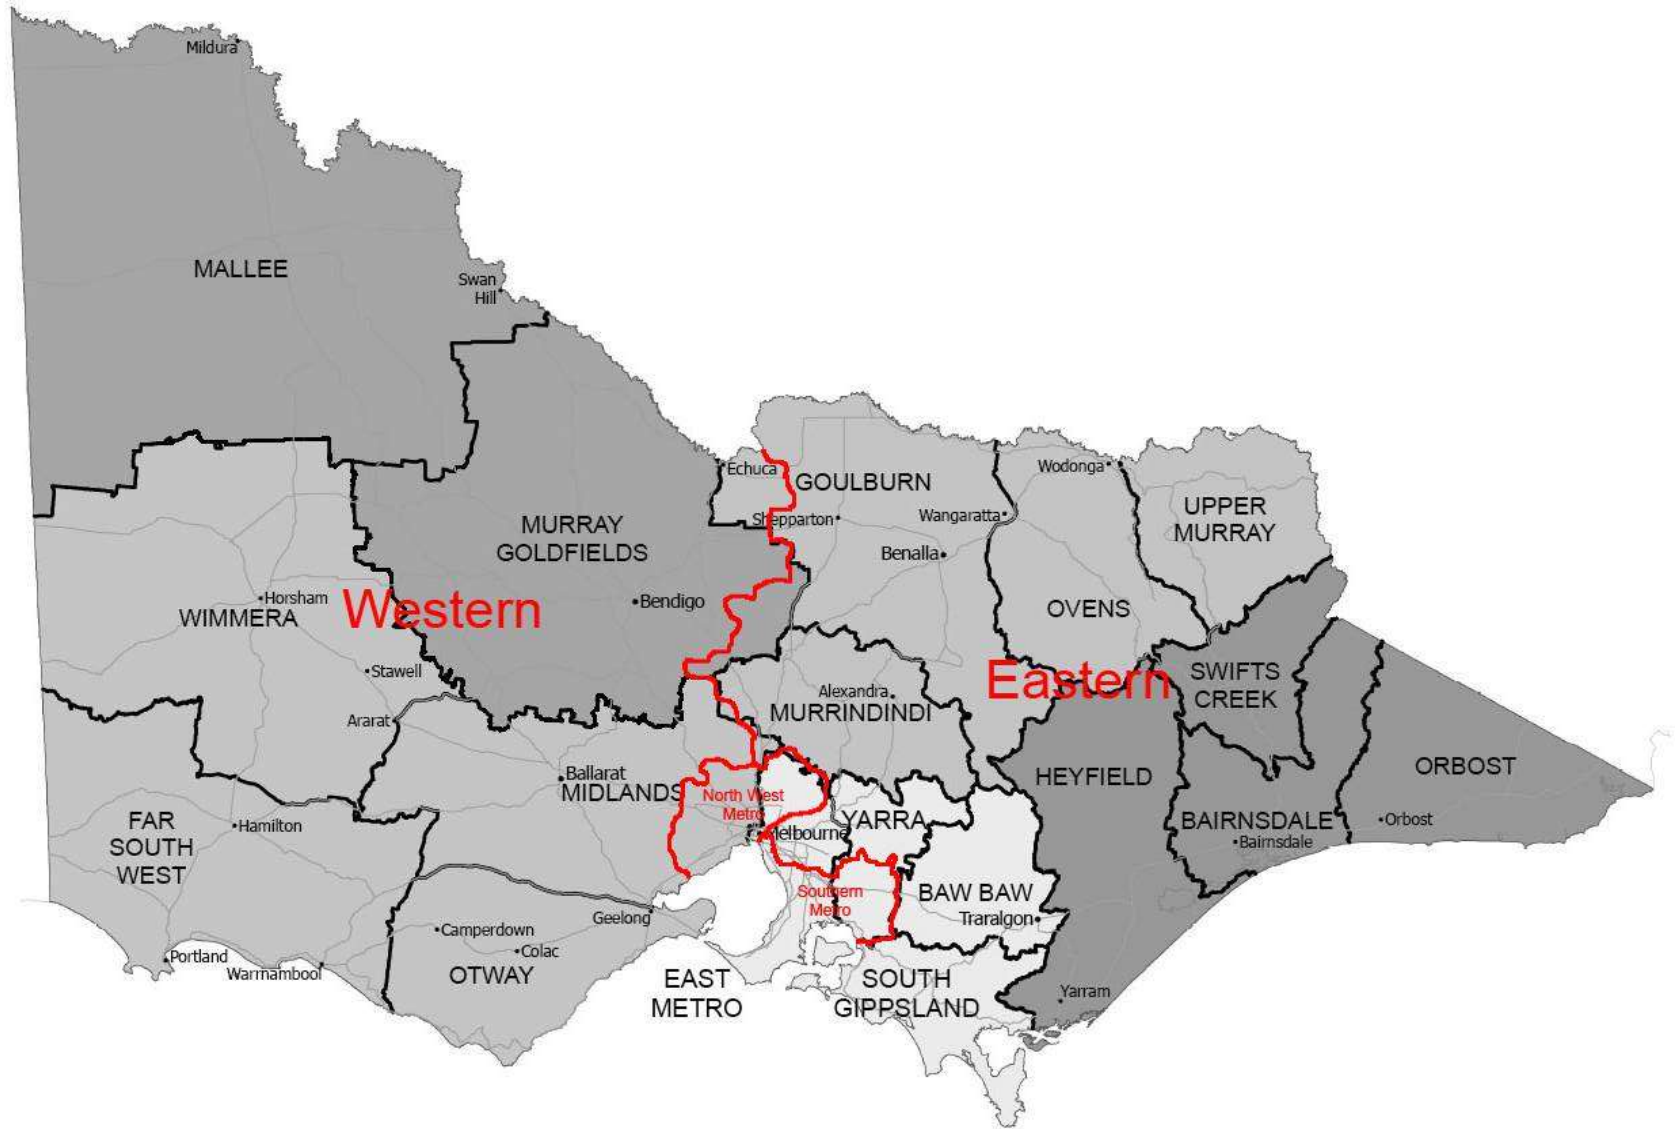 Mildura
MALLEE
Swan
Hill
Echuca
GOULBURN
Wodonga
UPPER
MURRAY
Shepparton
Wangaratta
MURRAY
GOLDFIELDS
Benalla
Horsham
WIMMERA
Western
Bendigo
OVENS
Stawell
Eastern
SWIFTS
CREEK
Alexandra
MURRINDINDI
Ararat
Ballarat
MIDLANDS
North West
Metro
HEYFIELD
ORBOST
FAR
SOUTH
WEST
Hamilton
Melbourne
YARRA
BAIRNSDALE
Bairnsdale
Orbost
Southern
Metro
BAW BAW
Traralgon
Geelong
Camperdown
Colac
OTWAY
Portland
Warrnambool
EAST
METRO
SOUTH
GIPPSLAND
Yarram